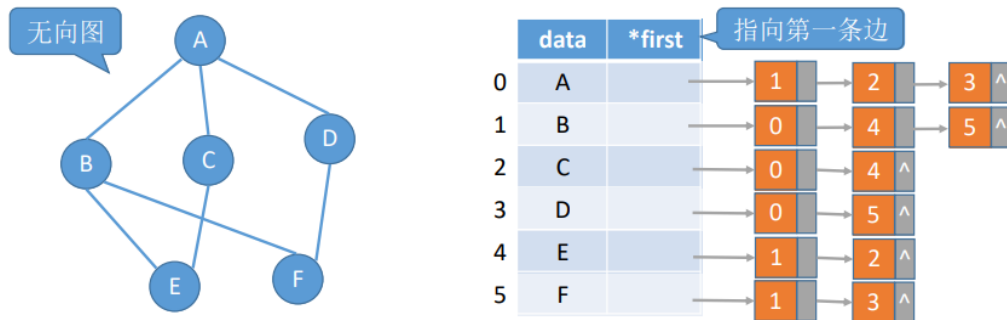 无向图
A
B
C
D
E
F
指向第一条边
data *first
0 A 1 2 3 ^
1 B 0 4 5 ^
2 C 0 4 ^
3 D 0 5 ^
4 E 1 2 ^
5 F 1 3 ^